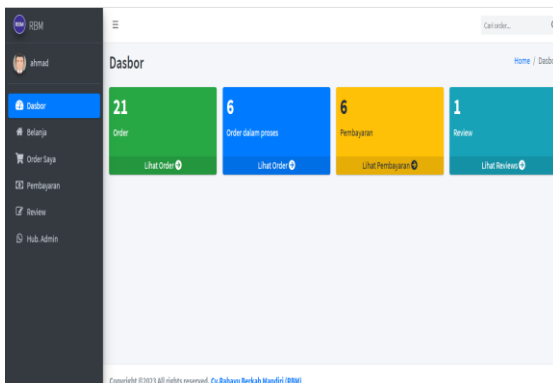 RBM RBM
Cari order...
ahmad
Dasbor
Home / Dasbo
Dasbor
Belanja
Order Saya
Pembayaran
Review
Hub. Admin
21
Order
Lihat Order
6
Order dalam proses
Lihat Order
6
Pembayaran
Lihat Pembayaran
1
Review
Lihat Reviews
Copyright ©2023 All rights reserved. Cv.Rahayu Berkah Mandiri (RBM)